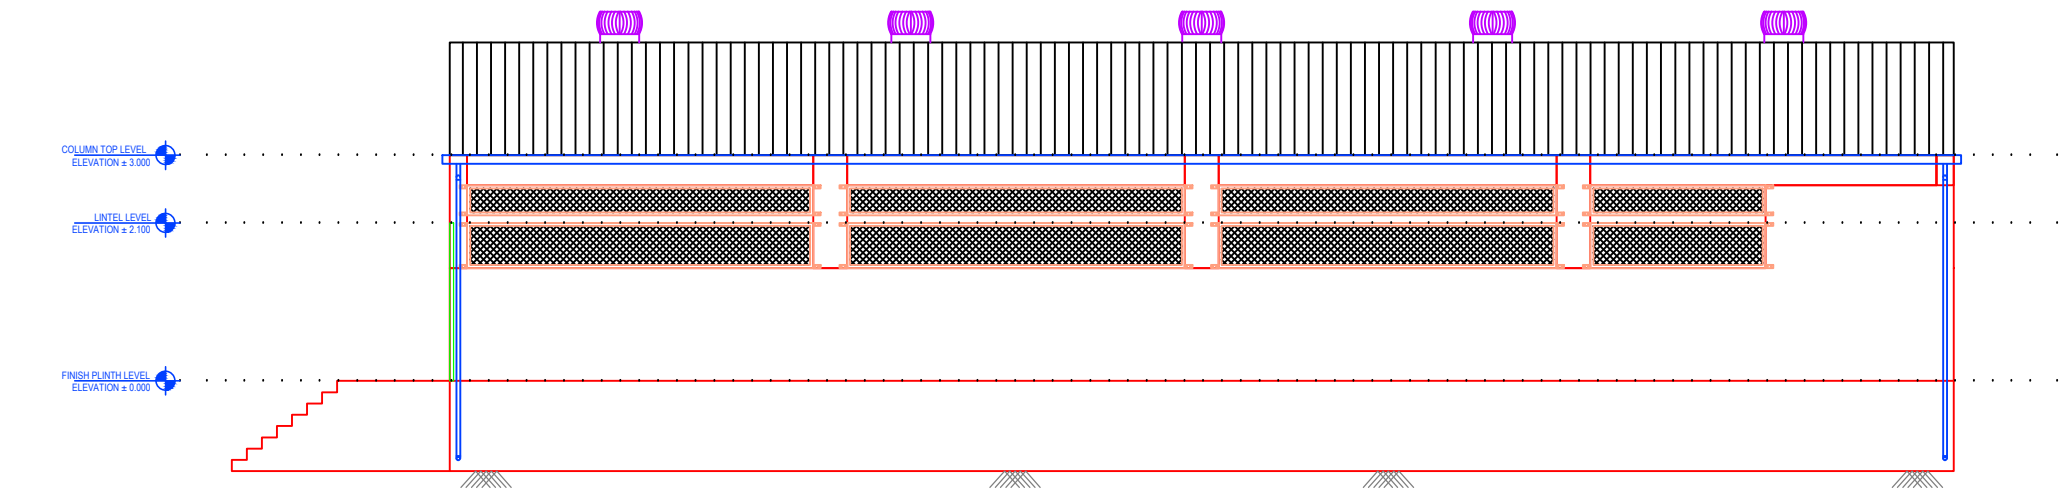 COLUMN TOP LEVEL
ELEVATION ± 3.000
LINTEL LEVEL
ELEVATION ± 2.100
FINISH PLINTH LEVEL
ELEVATION ± 0.000